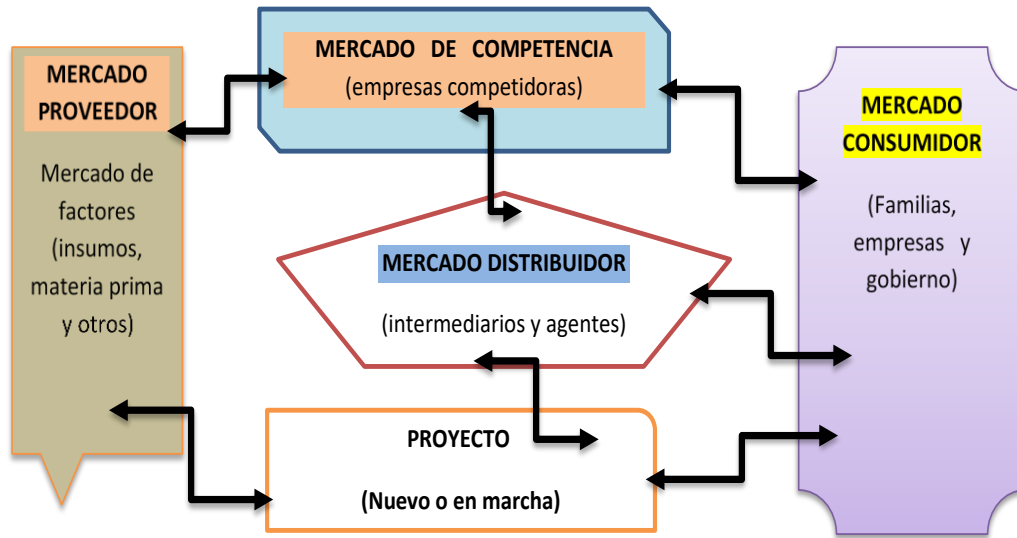 MERCADO
PROVEEDOR
Mercado de
factores
(insumos,
materia prima
y otros)
MERCADO DE COMPETENCIA
(empresas competidoras)
MERCADO DISTRIBUIDOR
(intermediarios y agentes)
PROYECTO
(Nuevo o en marcha)
MERCADO
CONSUMIDOR
(Familias,
empresas y
gobierno)